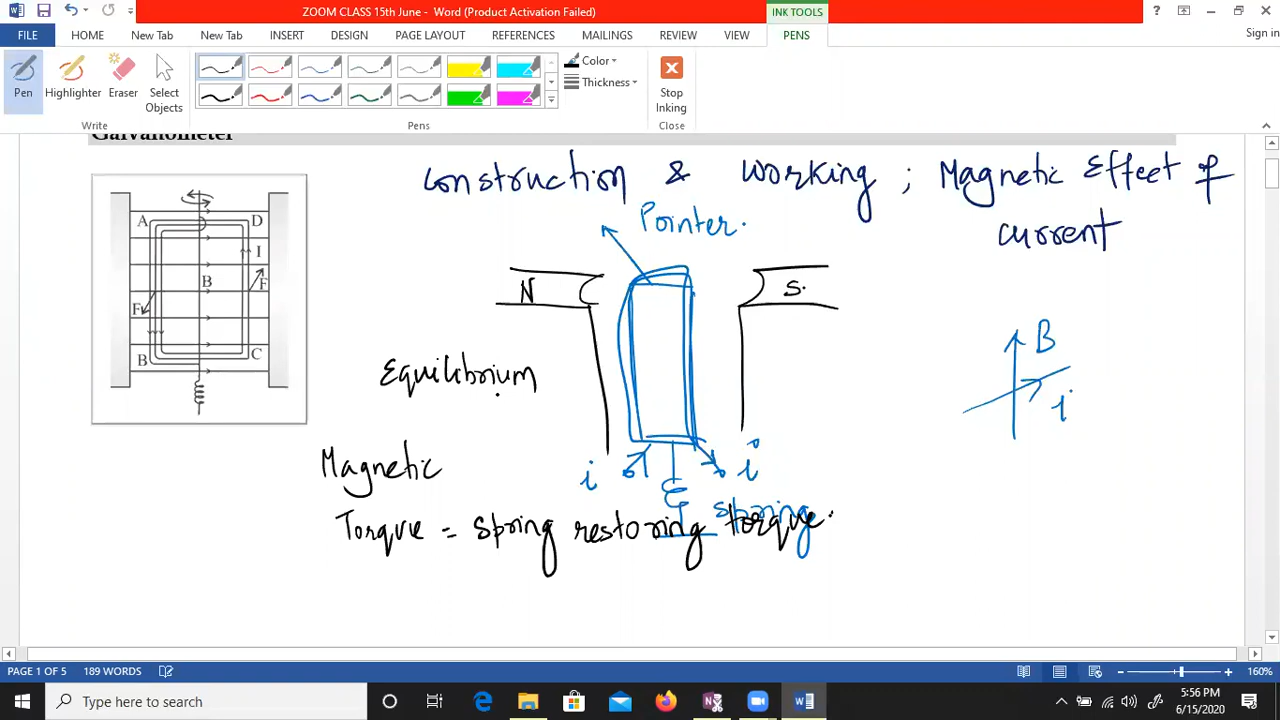 ZOOM CLASS 15th June - Word (Product Activation Failed)
INK TOOLS
FILE HOME New Tab New Tab INSERT DESIGN PAGE LAYOUT REFERENCES MAILINGS REVIEW VIEW PENS
Sign in
Pen Highlighter Eraser Select Objects
Color
Thickness
Stop Inking
Write Pens Close
Galvanometer
Construction & Working ; Magnetic Effect of
current
Pointer.
A D
I
B
F
F
B C
N S.
B
i
Equilibrium
Magnetic
i i
spring
Torque = spring restoring torque.
PAGE 1 OF 5 189 WORDS
160%
Type here to search
5:56 PM
6/15/2020